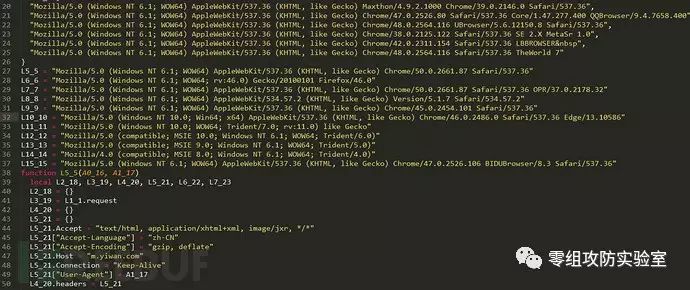 20 "Mozilla/5.0 (Windows NT 6.1; WOW64) AppleWebKit/537.36 (KHTML, like Gecko) Maxthon/4.9.2.1000 Chrome/39.0.2146.0 Safari/537.36",
21 "Mozilla/5.0 (Windows NT 6.1; WOW64) AppleWebKit/537.36 (KHTML, like Gecko) Chrome/47.0.2526.80 Safari/537.36 Core/1.47.277.400 QQBrowser/9.4.7658.400"
22 "Mozilla/5.0 (Windows NT 6.1; WOW64) AppleWebKit/537.36 (KHTML, like Gecko) Chrome/48.0.2564.116 UBrowser/5.6.12150.8 Safari/537.36",
23 "Mozilla/5.0 (Windows NT 6.1; WOW64) AppleWebKit/537.36 (KHTML, like Gecko) Chrome/38.0.2125.122 Safari/537.36 SE 2.X MetaSr 1.0",
24 "Mozilla/5.0 (Windows NT 6.1; WOW64) AppleWebKit/537.36 (KHTML, like Gecko) Chrome/42.0.2311.154 Safari/537.36 LBBROWSER&nbsp",
25 "Mozilla/5.0 (Windows NT 6.1; WOW64) AppleWebKit/537.36 (KHTML, like Gecko) Chrome/50.0.2661.87 Safari/537.36 TheWorld 7"
26 }
27 L5_5 = "Mozilla/5.0 (Windows NT 6.1; WOW64) AppleWebKit/537.36 (KHTML, like Gecko) Chrome/50.0.2661.87 Safari/537.36"
28 L6_6 = "Mozilla/5.0 (Windows NT 6.1; WOW64; rv:46.0) Gecko/20100101 Firefox/46.0"
29 L7_7 = "Mozilla/5.0 (Windows NT 6.1; WOW64) AppleWebKit/537.36 (KHTML, like Gecko) Chrome/50.0.2661.87 Safari/537.36 OPR/37.0.2178.32"
30 L8_8 = "Mozilla/5.0 (Windows NT 6.1; WOW64) AppleWebKit/534.57.2 (KHTML, like Gecko) Version/5.1.7 Safari/534.57.2"
31 L9_9 = "Mozilla/5.0 (Windows NT 6.1; WOW64) AppleWebKit/537.36 (KHTML, like Gecko) Chrome/45.0.2454.101 Safari/537.36"
32 L10_10 = "Mozilla/5.0 (Windows NT 10.0; Win64; x64) AppleWebKit/537.36 (KHTML, like Gecko) Chrome/46.0.2486.0 Safari/537.36 Edge/13.10586"
33 L11_11 = "Mozilla/5.0 (Windows NT 10.0; WOW64; Trident/7.0; rv:11.0) like Gecko"
34 L12_12 = "Mozilla/5.0 (compatible; MSIE 10.0; Windows NT 6.1; WOW64; Trident/6.0)"
35 L13_13 = "Mozilla/5.0 (compatible; MSIE 9.0; Windows NT 6.1; WOW64; Trident/5.0)"
36 L14_14 = "Mozilla/4.0 (compatible; MSIE 8.0; Windows NT 6.1; WOW64; Trident/4.0)"
37 L15_15 = "Mozilla/5.0 (Windows NT 6.1; WOW64) AppleWebKit/537.36 (KHTML, like Gecko) Chrome/47.0.2526.106 BIDUBrowser/8.3 Safari/537.36"
38 function L5_5(A0_16, A1_17)
39 local L2_18, L3_19, L4_20, L5_21, L6_22, L7_23
40 L2_18 = {}
41 L3_19 = L1_1.request
42 L4_20 = {}
43 L5_21 = {}
44 L5_21.Accept = "text/html, application/xhtml+xml, image/jxr, */*"
45 L5_21["Accept-Language"] = "zh-CN"
46 L5_21["Accept-Encoding"] = "gzip, deflate"
47 L5_21.Host = "m.yiwan.com"
48 L5_21.Connection = "Keep-Alive"
49 L5_21["User-Agent"] = A1_17
50 L4_20.headers = L5_21
零组攻防实验室